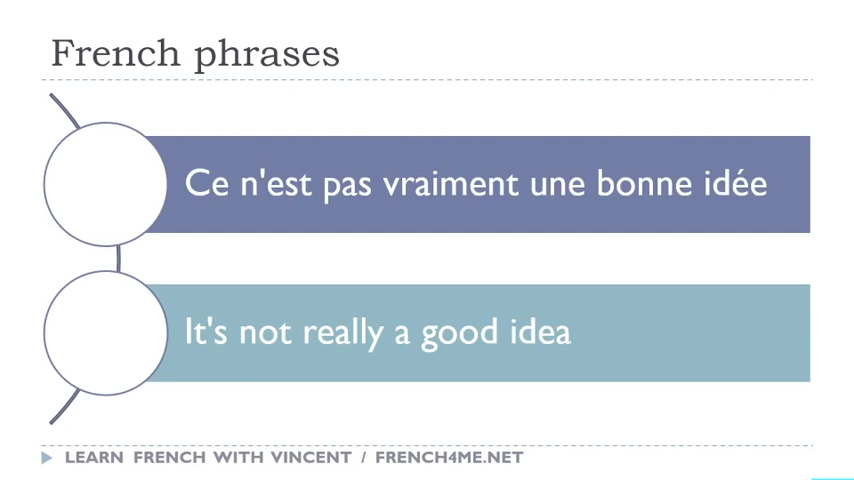 French phrases
Ce n'est pas vraiment une bonne idée
It's not really a good idea
LEARN FRENCH WITH VINCENT / FRENCH4ME.NET